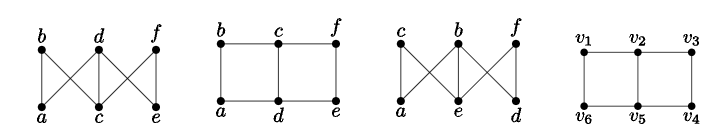 b d f
a c e
b c f
a d e
c b f
a e d
v₁ v₂ v₃
v₆ v₅ v₄